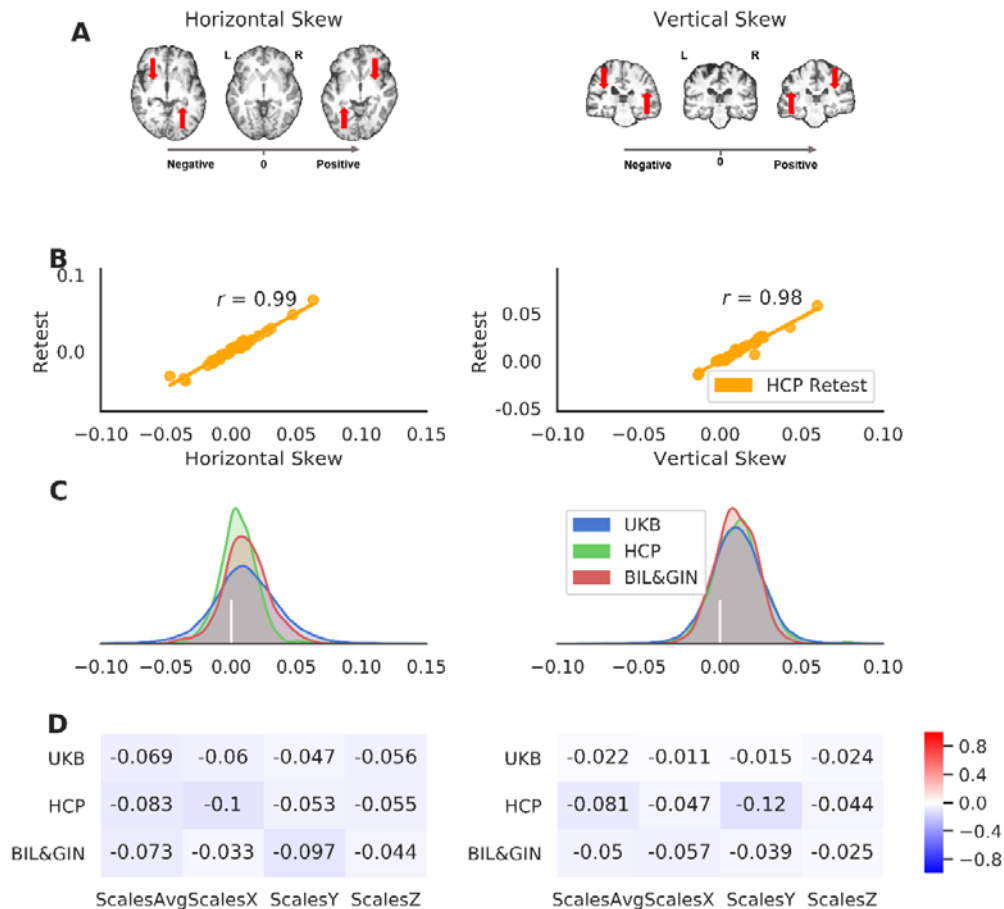 Horizontal Skew
Vertical Skew
A
L
R
L
R
Negative
0
Positive
Negative
0
Positive
B
0.1
0.0
Retest
r = 0.99
−0.10
−0.05
0.00
0.05
0.10
0.15
Horizontal Skew
0.05
0.00
-0.05
Retest
r = 0.98
HCP Retest
−0.10
−0.05
0.00
0.05
0.10
Vertical Skew
C
−0.10
−0.05
0.00
0.05
0.10
0.15
UKB
HCP
BIL&GIN
−0.10
−0.05
0.00
0.05
0.10
D
UKB -0.069 -0.06 -0.047 -0.056
HCP -0.083 -0.1 -0.053 -0.055
BIL&GIN -0.073 -0.033 -0.097 -0.044
ScalesAvg ScalesX ScalesY ScalesZ
UKB -0.022 -0.011 -0.015 -0.024
HCP -0.081 -0.047 -0.12 -0.044
BIL&GIN -0.05 -0.057 -0.039 -0.025
ScalesAvg ScalesX ScalesY ScalesZ
0.8
0.4
0.0
−0.4
−0.8